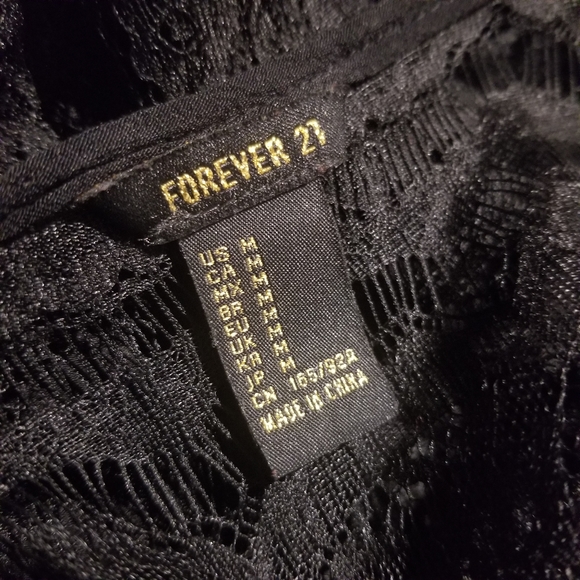 FOREVER 21
US M
CA M
MX M
BR M
EU M
UK M
KR M
JP M
CN 165/92A
MADE IN CHINA